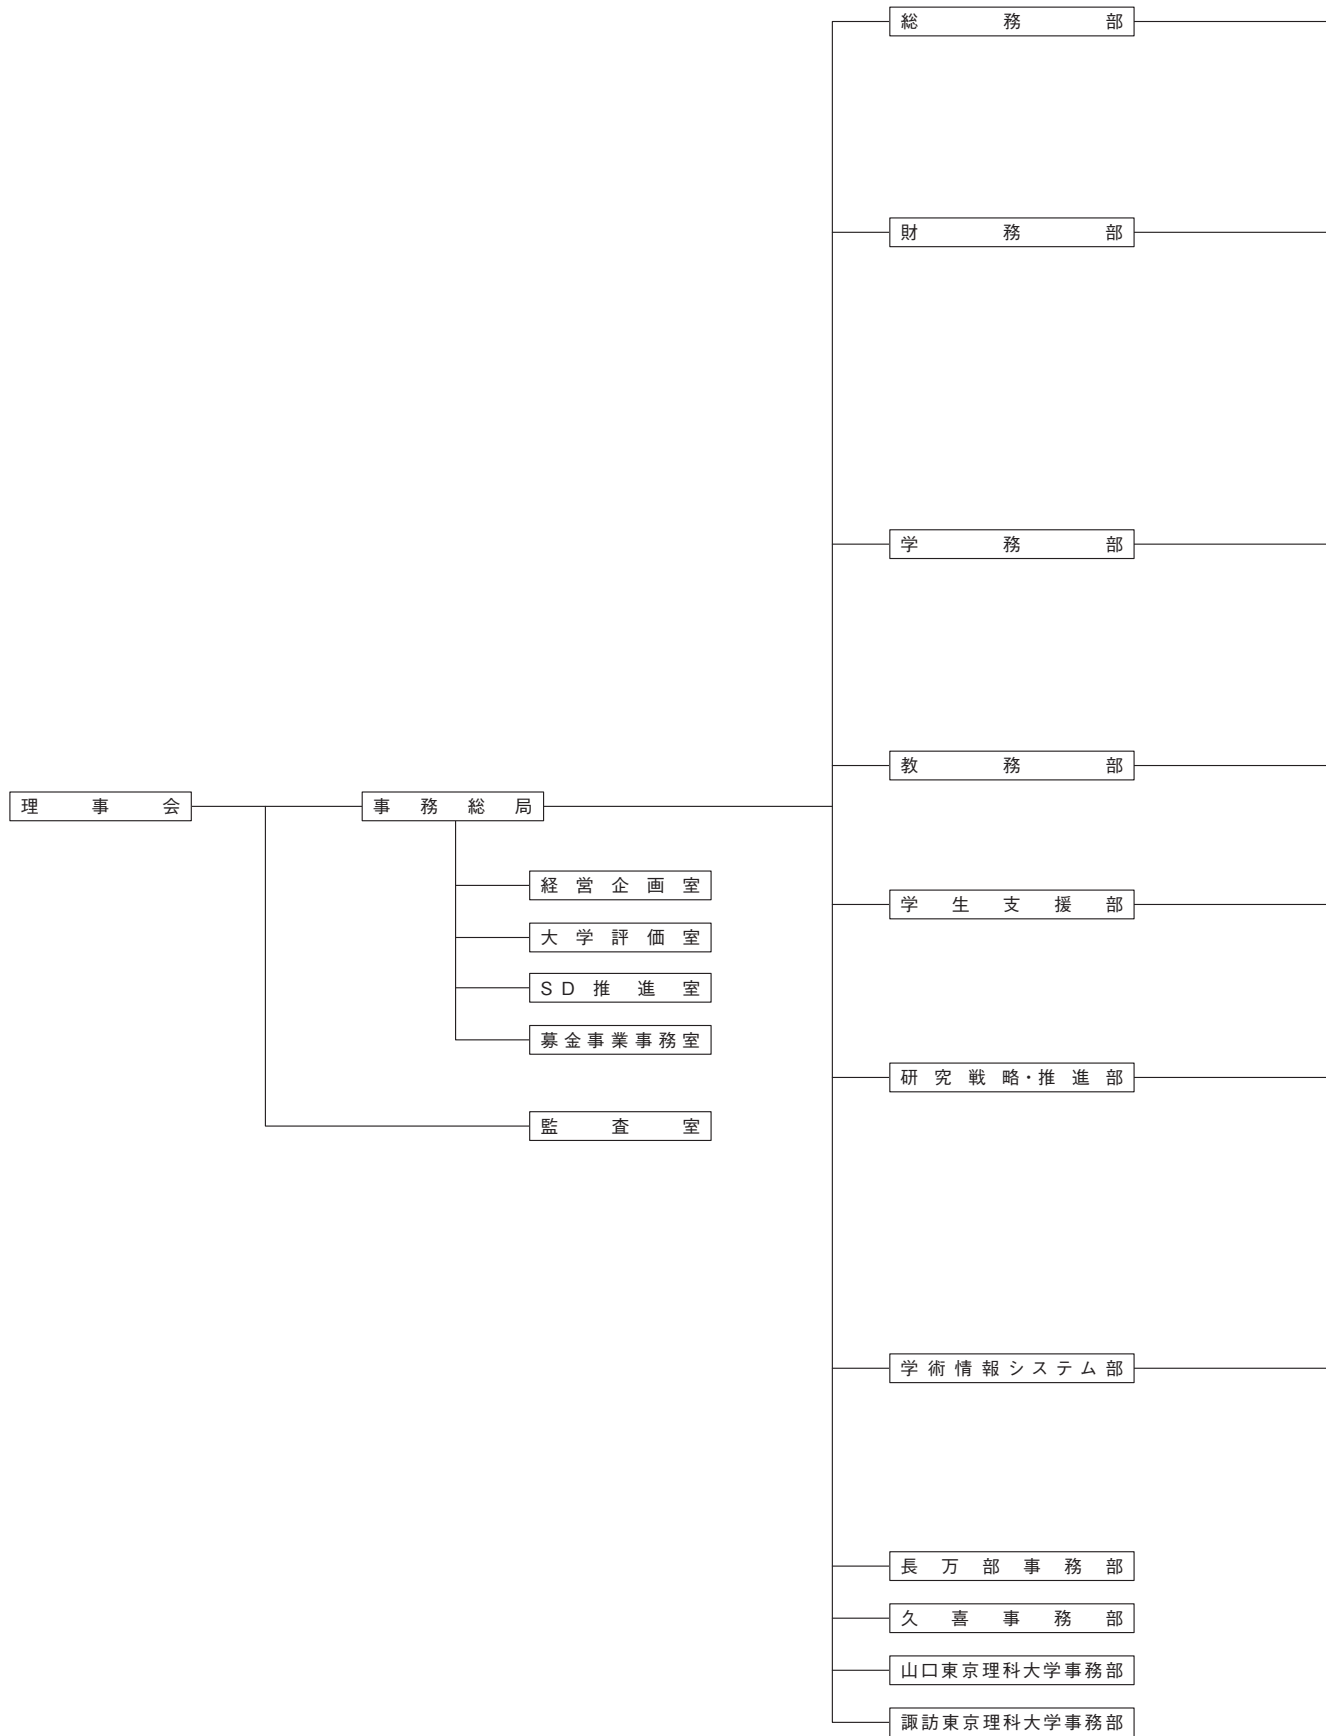 総務部
財務部
学務部
教務部
理事会
事務総局
経営企画室
大学評価室
SD推進室
募金事業事務室
監査室
学生支援部
研究戦略・推進部
学術情報システム部
長万部事務部
久喜事務部
山口東京理科大学事務部
諏訪東京理科大学事務部